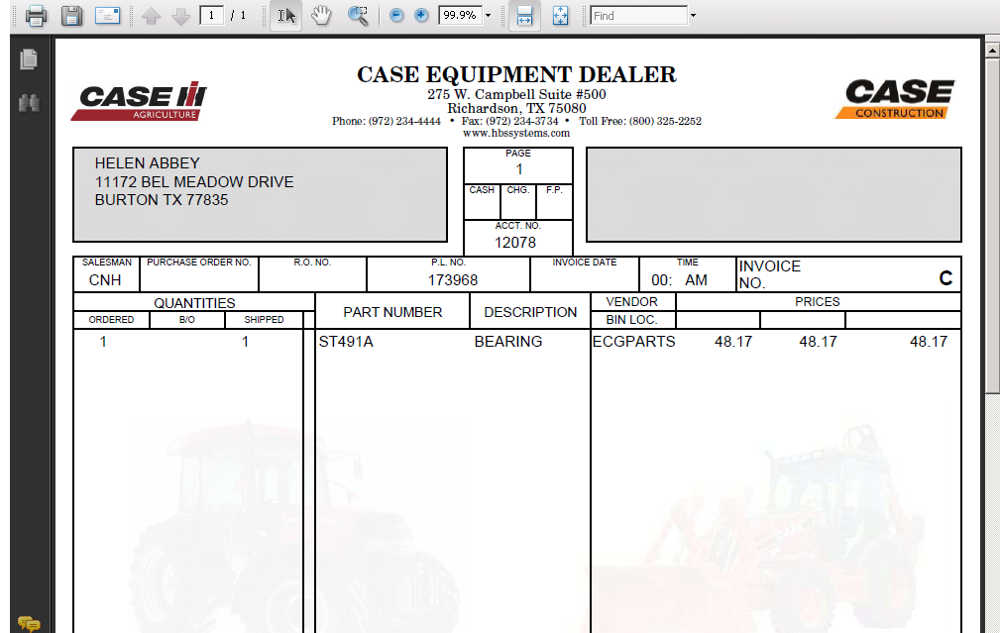 1 / 1
99.9%
Find
CASE IH
AGRICULTURE
CASE EQUIPMENT DEALER
275 W. Campbell Suite #500
Richardson, TX 75080
Phone: (972) 234-4444 • Fax: (972) 234-3734 • Toll Free: (800) 325-2252
www.hbssystems.com
CASE
CONSTRUCTION
HELEN ABBEY
11172 BEL MEADOW DRIVE
BURTON TX 77835
PAGE
1
CASH CHG. F.P.
ACCT. NO.
12078
SALESMAN PURCHASE ORDER NO. R.O. NO. P.L. NO. INVOICE DATE TIME INVOICE
CNH 173968 00: AM NO. C
QUANTITIES PART NUMBER DESCRIPTION VENDOR PRICES
ORDERED B/O SHIPPED BIN LOC.
1 1 ST491A BEARING ECGPARTS 48.17 48.17 48.17